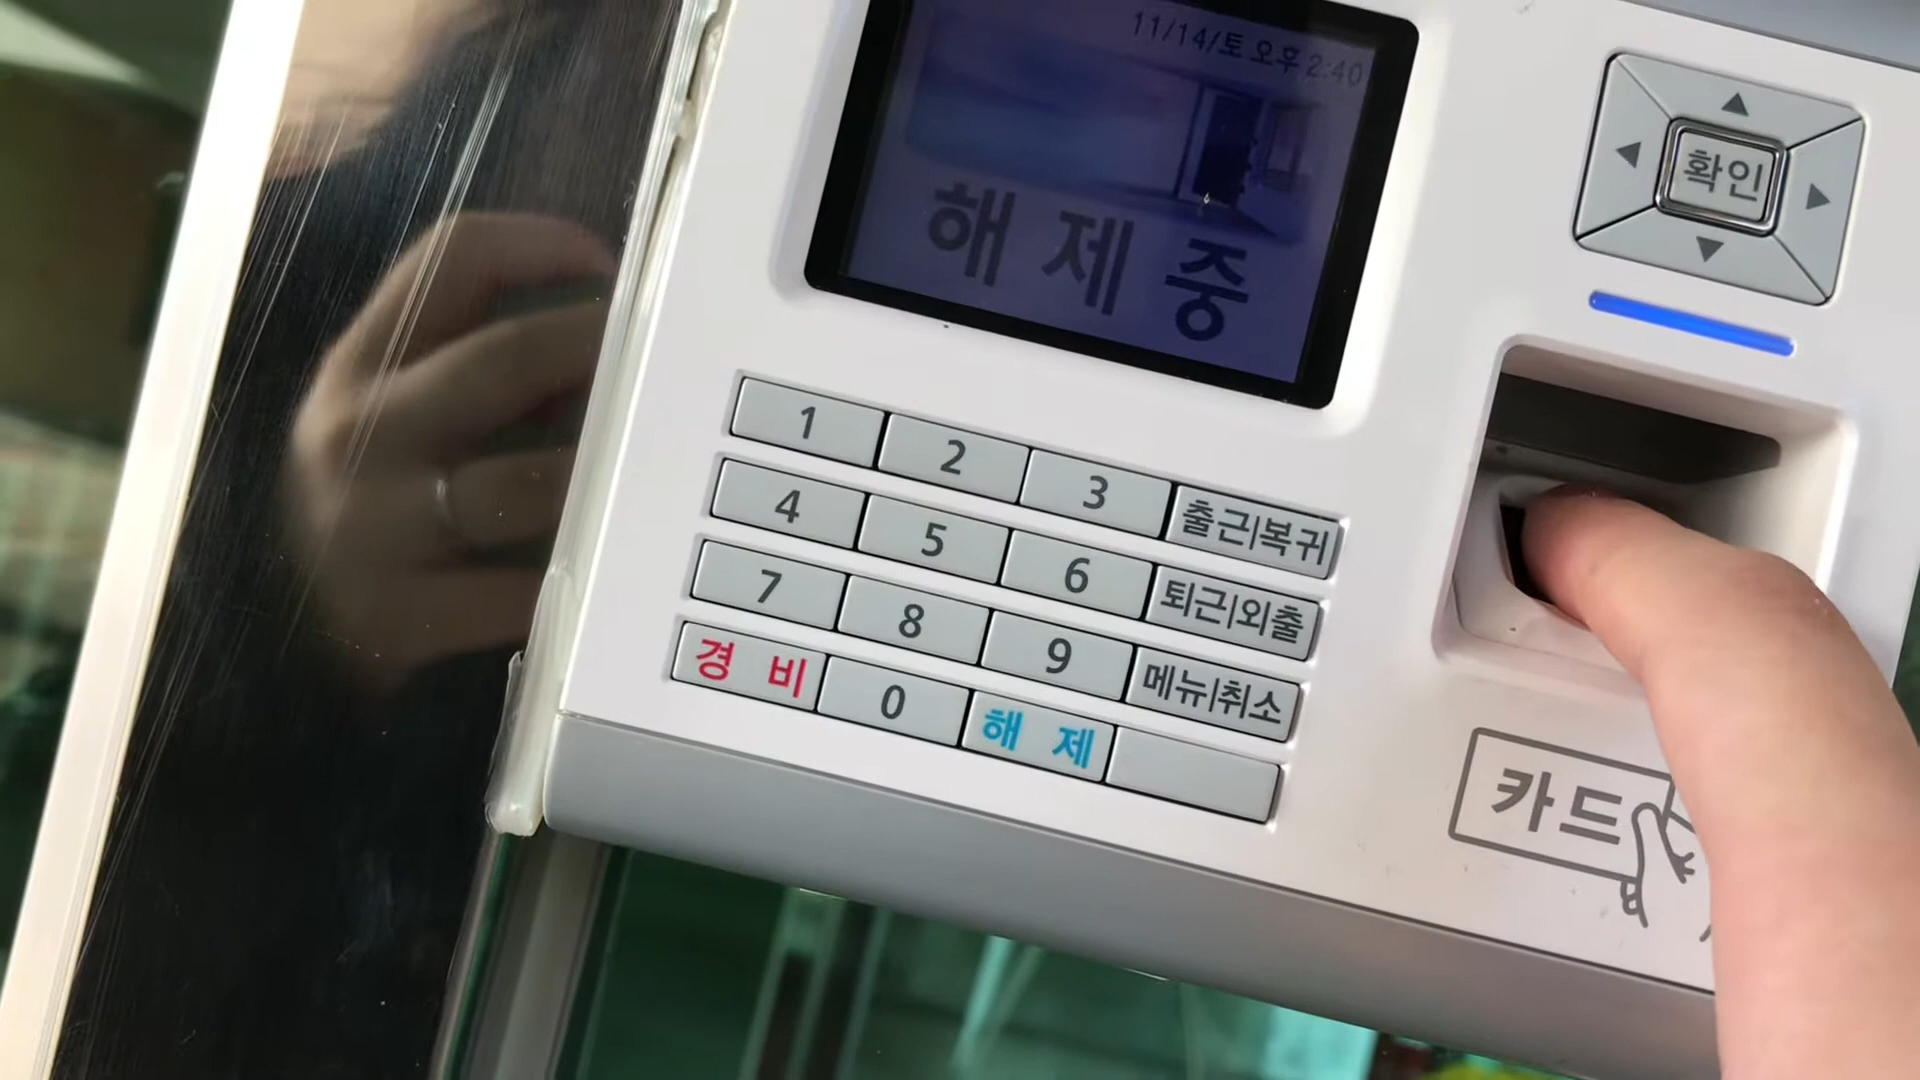 11/14/토 오후 2:40
해제중
확인
1 2 3 출근|복귀
4 5 6 퇴근|외출
7 8 9 메뉴|취소
경 비 0 해 제
카드